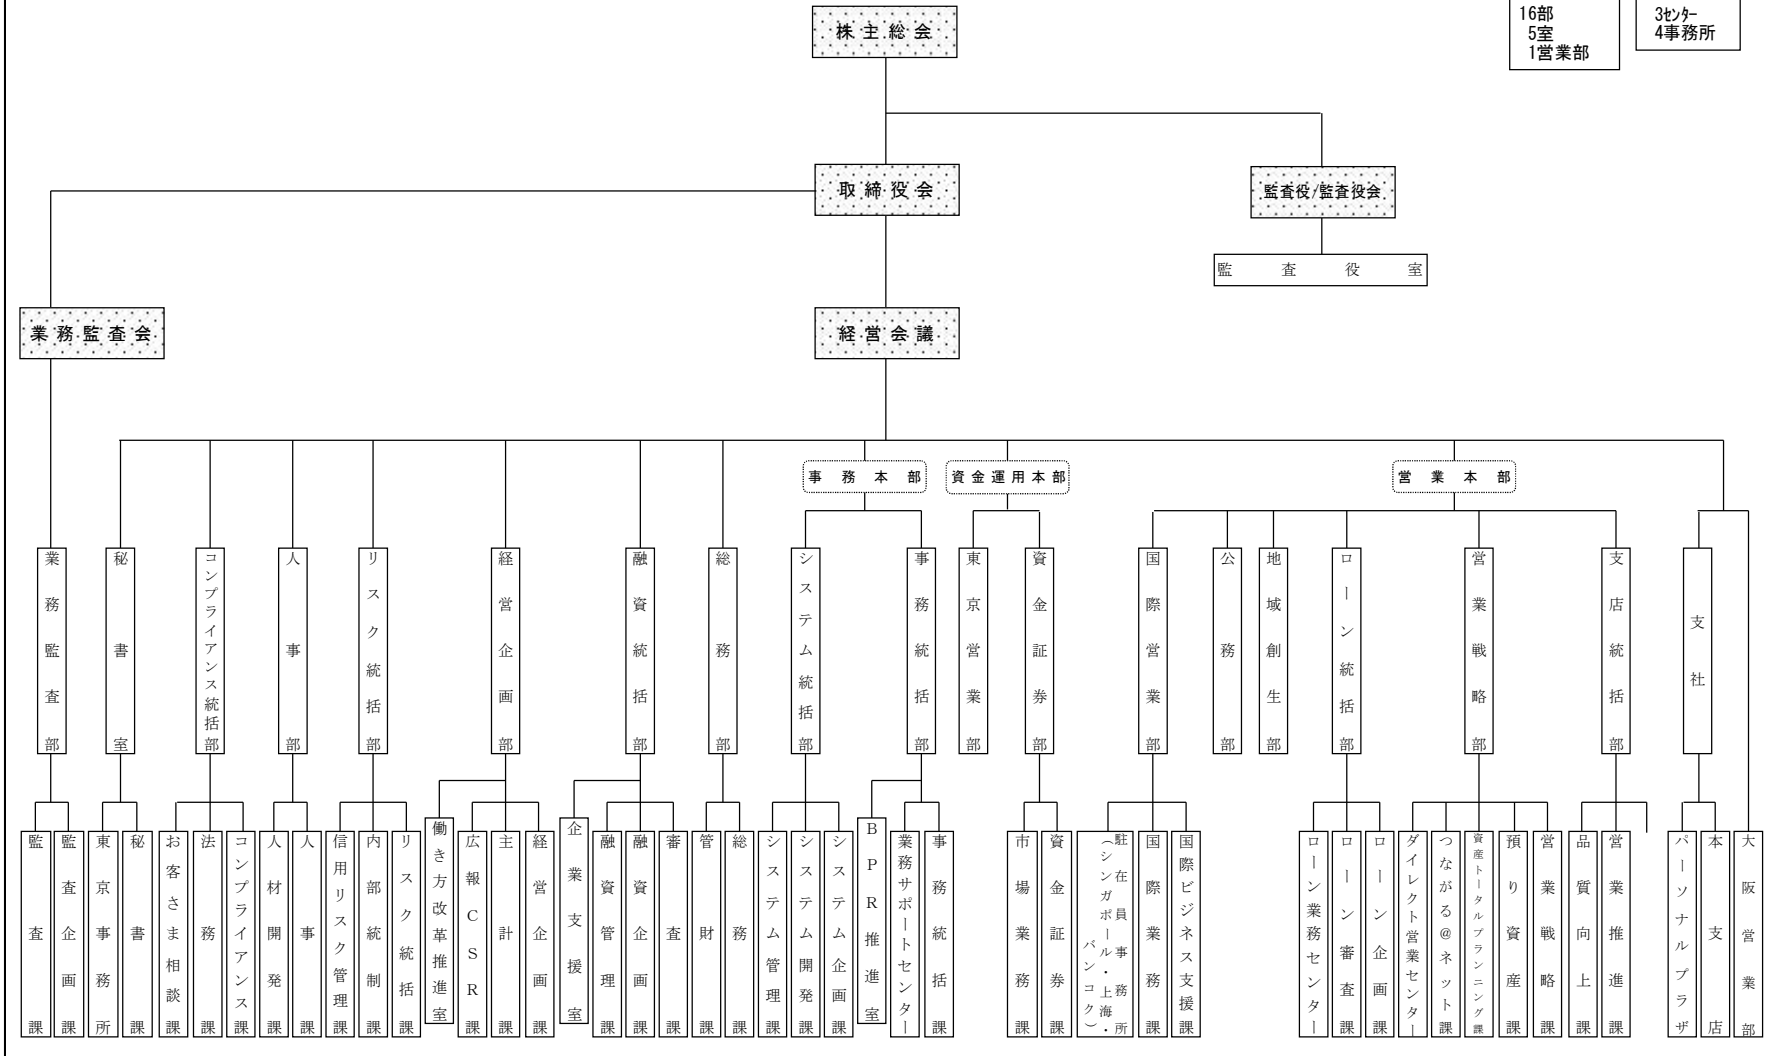 株主総会
16部
5室
1営業部
3センター
4事務所
取締役会
監査役/監査役会
監査役室
業務監査会
経営会議
事務本部
資金運用本部
営業本部
業務監査部
秘書室
コンプライアンス統括部
人事部
リスク統括部
経営企画部
融資統括部
総務部
システム統括部
事務統括部
東京営業部
資金証券部
国際営業部
公務部
地域創生部
ローン統括部
営業戦略部
支店統括部
支社
監査課
監査企画課
東京事務所
秘書課
お客さま相談課
法務課
コンプライアンス課
人材開発課
人事課
信用リスク管理課
内部統制課
リスク統括課
働き方改革推進室
広報CSR課
主計課
経営企画課
企業支援室
融資管理課
融資企画課
審査課
管財課
総務課
システム管理課
システム開発課
システム企画課
BPR推進室
業務サポートセンター
事務統括課
市場業務課
資金証券課
駐在員事務所
(シンガポール・上海・
バンコク)
国際業務課
国際ビジネス支援課
ローン業務センター
ローン審査課
ローン企画課
ダイレクト営業センター
つながる@ネット課
資産トータルプランニング課
預り資産課
営業戦略課
品質向上課
営業推進課
パーソナルプラザ
本支店
大阪営業部